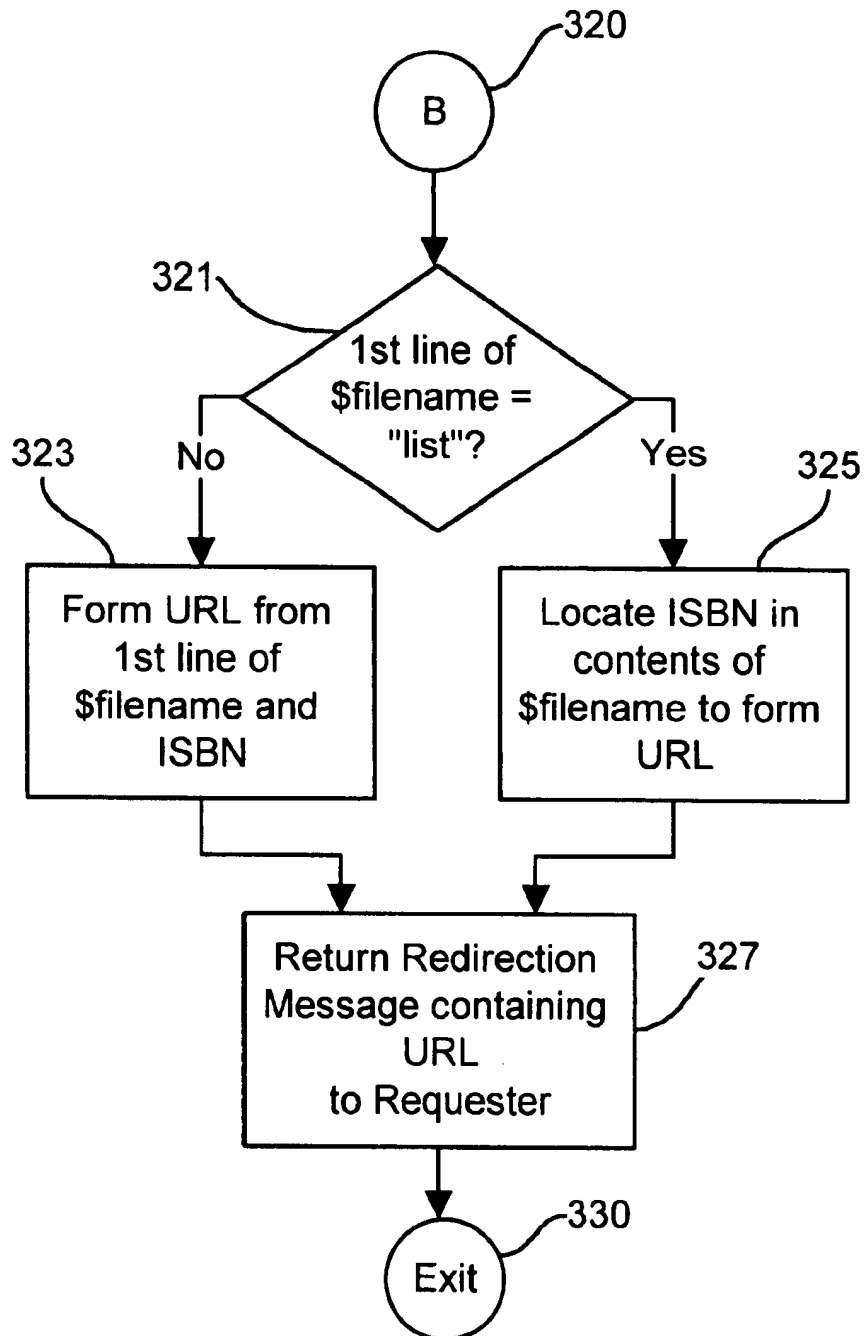 320
B
321
1st line of
$filename =
"list"?
323
No
Yes
325
Form URL from
1st line of
$filename and
ISBN
Locate ISBN in
contents of
$filename to form
URL
Return Redirection
Message containing
URL
to Requester
327
330
Exit